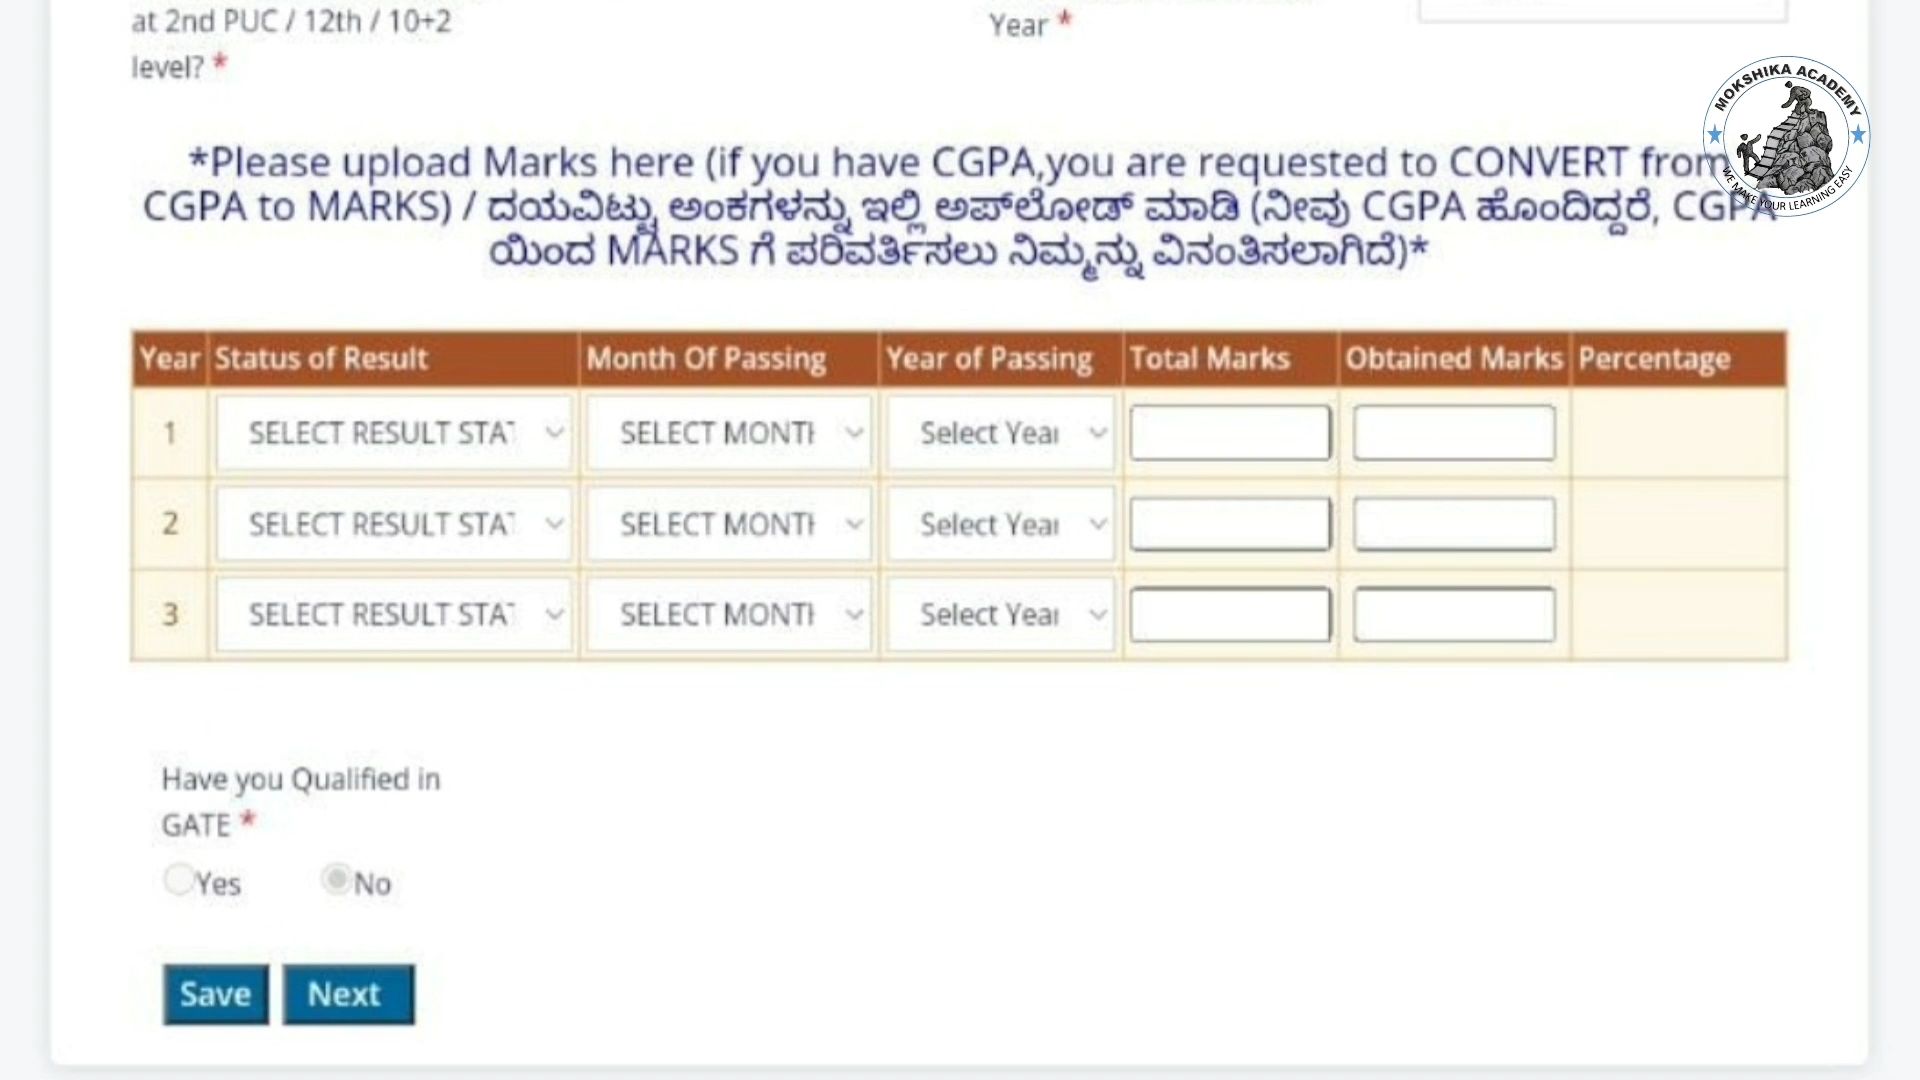 at 2nd PUC / 12th / 10+2
level? *
Year *
MOKSHIKA ACADEMY
WE MAKE YOUR LEARNING EASY
*Please upload Marks here (if you have CGPA,you are requested to CONVERT from
CGPA to MARKS) / ದಯವಿಟ್ಟು ಅಂಕಗಳನ್ನು ಇಲ್ಲಿ ಅಪ್‌ಲೋಡ್ ಮಾಡಿ (ನೀವು CGPA ಹೊಂದಿದ್ದರೆ, CGPA
ಯಿಂದ MARKS ಗೆ ಪರಿವರ್ತಿಸಲು ನಿಮ್ಮನ್ನು ವಿನಂತಿಸಲಾಗಿದೆ)*
Year Status of Result Month Of Passing Year of Passing Total Marks Obtained Marks Percentage
1 SELECT RESULT STAT SELECT MONTH Select Year
2 SELECT RESULT STAT SELECT MONTH Select Year
3 SELECT RESULT STAT SELECT MONTH Select Year
Have you Qualified in
GATE *
Yes No
Save Next